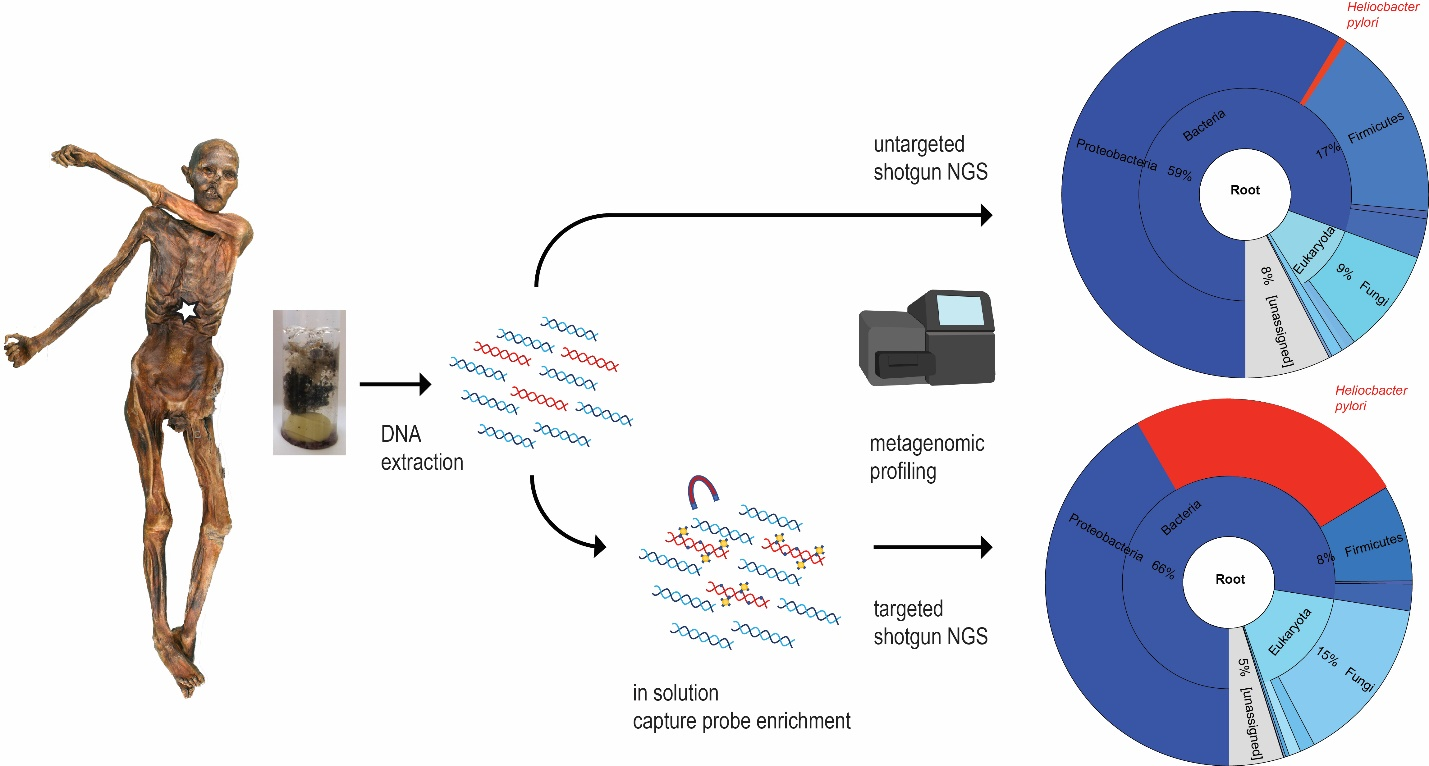 Heliocbacter
pylori
untargeted
shotgun NGS
Bacteria
Firmicutes
17%
Proteobacteria 59%
Root
Eukaryota
9% Fungi
8% [unassigned]
DNA
extraction
metagenomic
profiling
Heliocbacter
pylori
Bacteria
Proteobacteria 66%
8% Firmicutes
Root
Eukaryota
15% Fungi
5% [unassigned]
targeted
shotgun NGS
in solution
capture probe enrichment